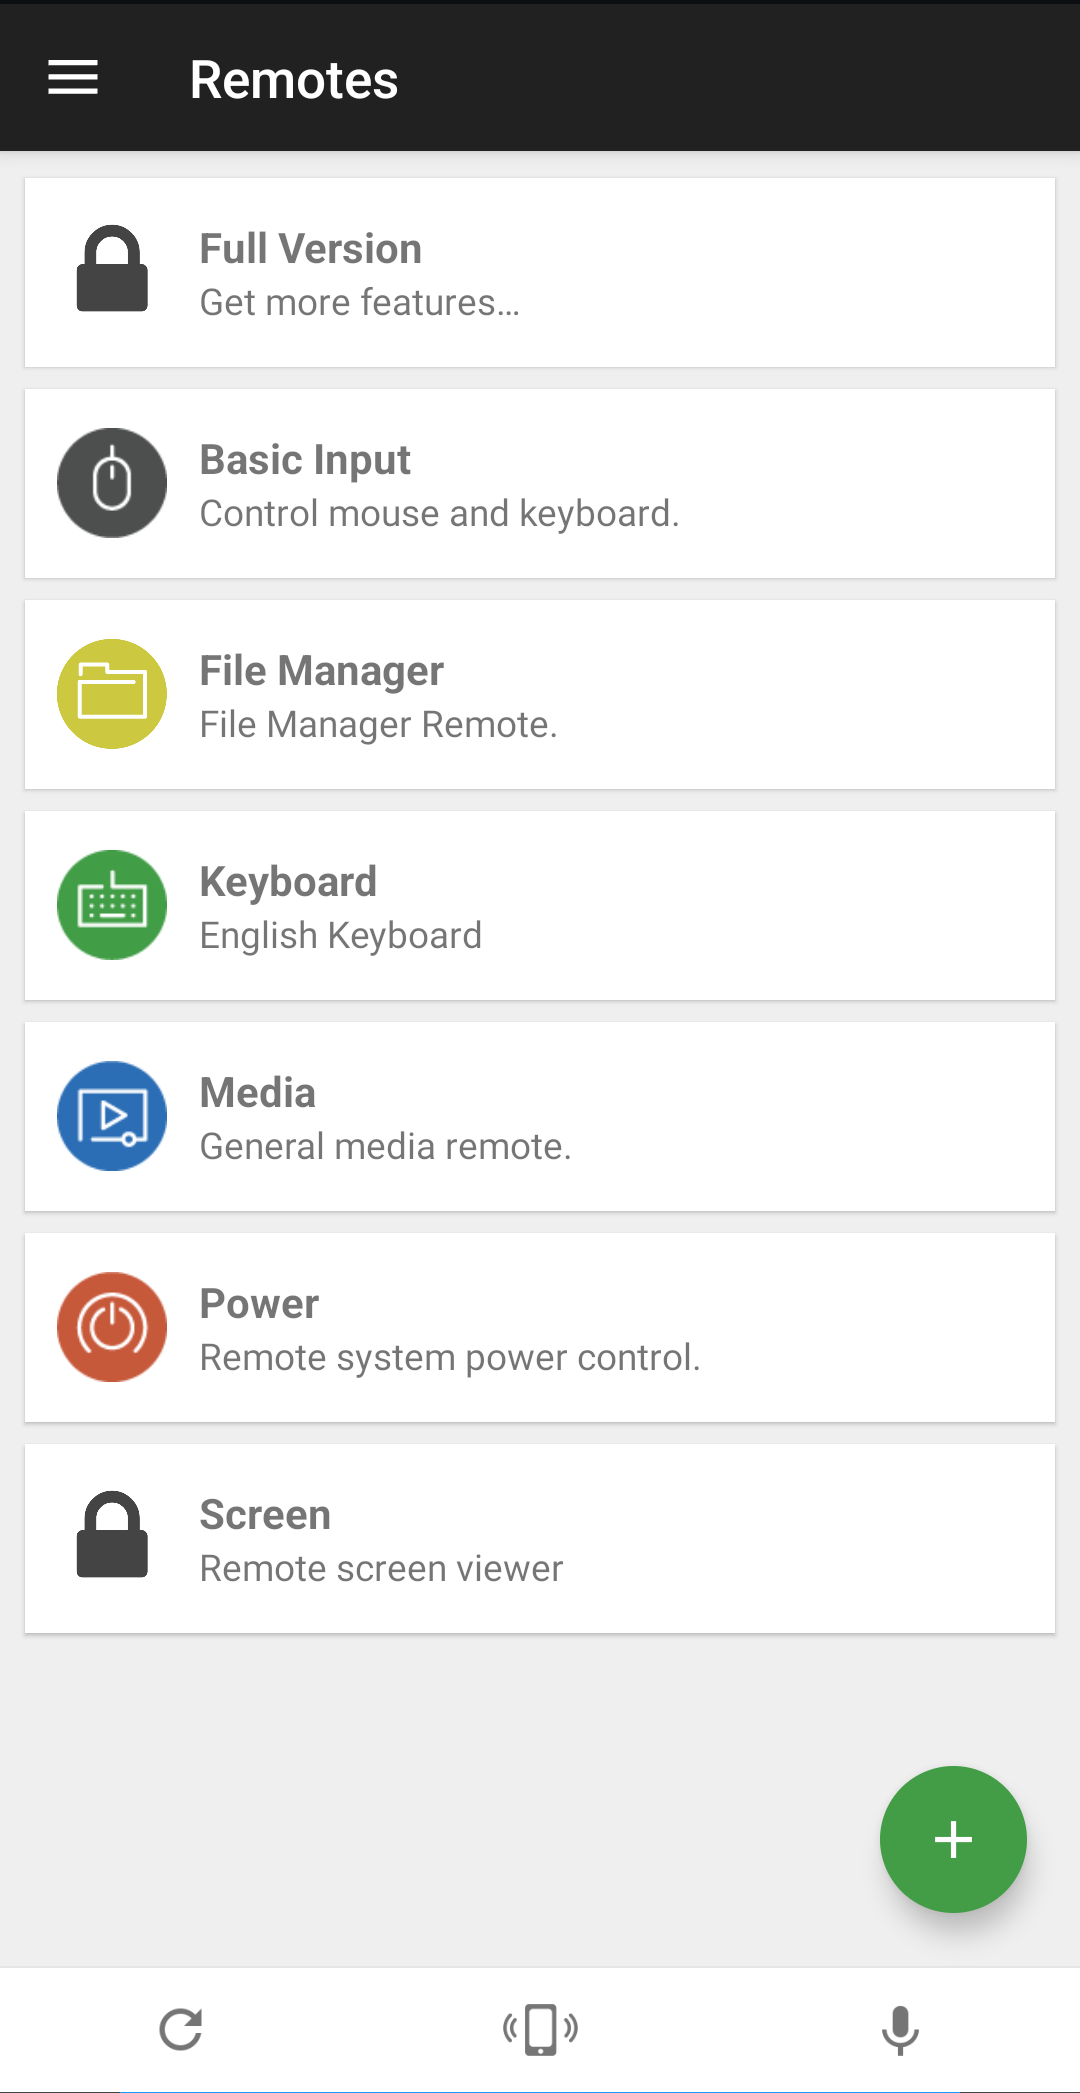 Remotes
Full Version
Get more features...
Basic Input
Control mouse and keyboard.
File Manager
File Manager Remote.
Keyboard
English Keyboard
Media
General media remote.
Power
Remote system power control.
Screen
Remote screen viewer